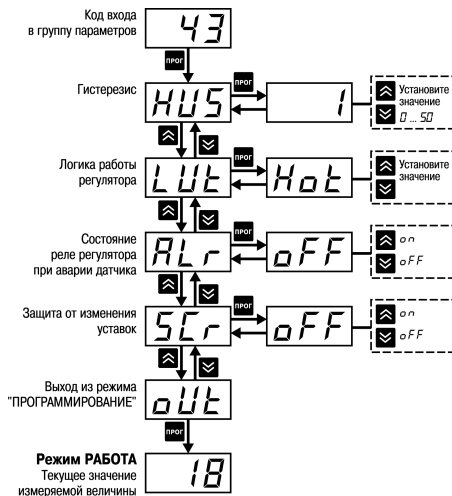 Код входа
в группу параметров
43
ПРОГ
Гистерезис
HUS
ПРОГ
1
Установите
значение
0 ... 50
Логика работы
регулятора
LUt
ПРОГ
Hot
Установите
значение
Состояние
реле регулятора
при аварии датчика
ALr
ПРОГ
oFF
on
oFF
Защита от изменения
уставок
SCr
ПРОГ
oFF
on
oFF
Выход из режима
"ПРОГРАММИРОВАНИЕ"
oUt
ПРОГ
Режим РАБОТА
Текущее значение
измеряемой величины
18